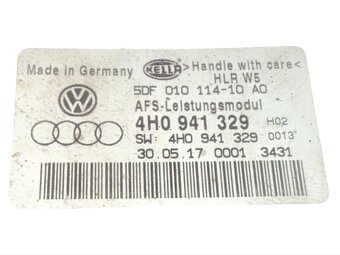 Made in Germany HELLA >Handle with care<
HLR W5
5DF 010 114-10 A0
AFS-Leistungsmodul
4H0 941 329 H02
SW: 4H0 941 329 0013
30.05.17 0001 3431